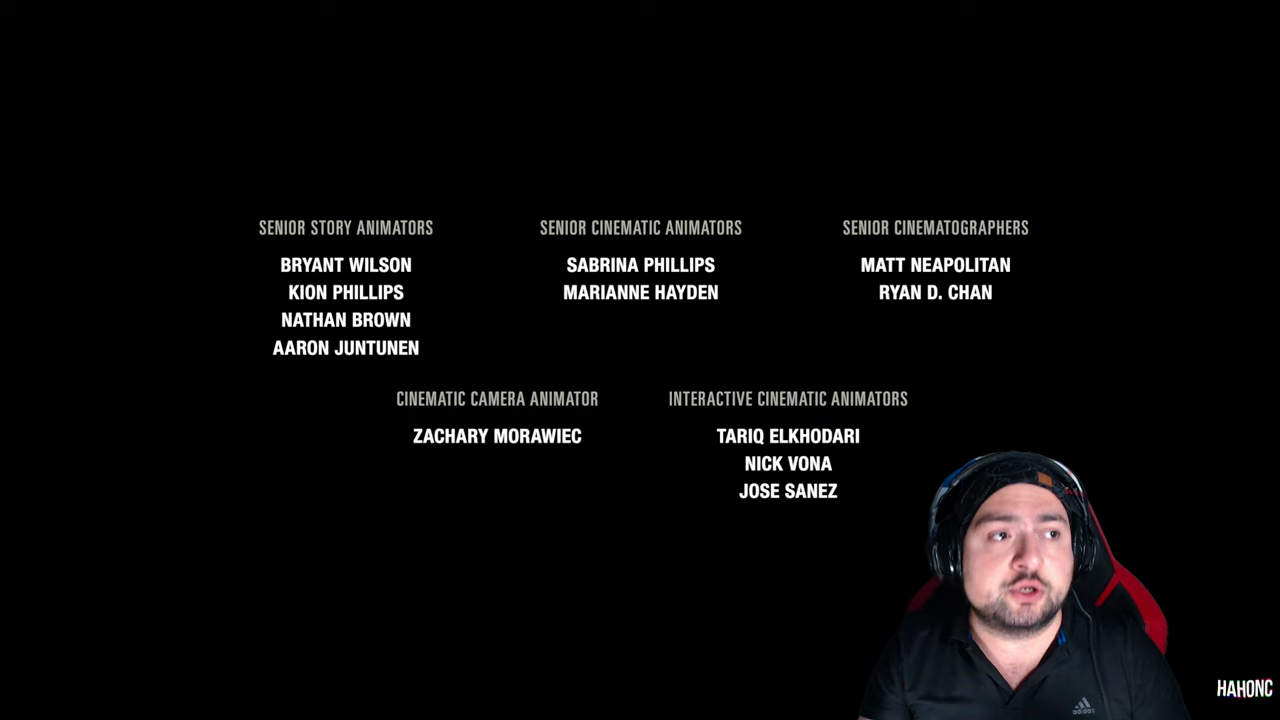 SENIOR STORY ANIMATORS
BRYANT WILSON
KION PHILLIPS
NATHAN BROWN
AARON JUNTUNEN
SENIOR CINEMATIC ANIMATORS
SABRINA PHILLIPS
MARIANNE HAYDEN
SENIOR CINEMATOGRAPHERS
MATT NEAPOLITAN
RYAN D. CHAN
CINEMATIC CAMERA ANIMATOR
ZACHARY MORAWIEC
INTERACTIVE CINEMATIC ANIMATORS
TARIQ ELKHODARI
NICK VONA
JOSE SANEZ
adidas
НАНОНС